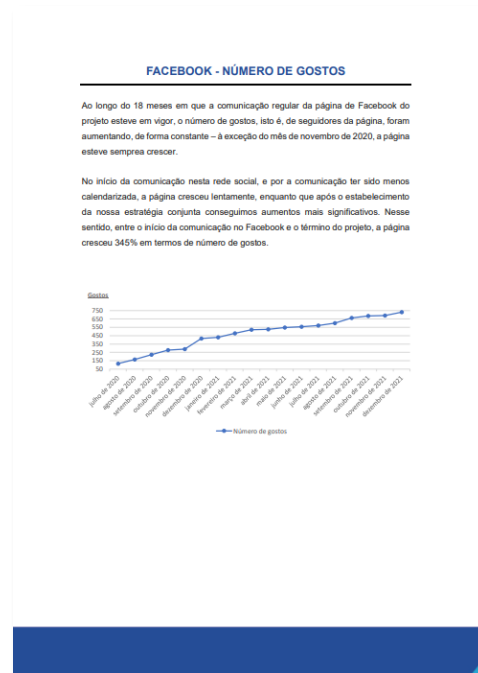 FACEBOOK - NÚMERO DE GOSTOS
Ao longo do 18 meses em que a comunicação regular da página de Facebook do
projeto esteve em vigor, o número de gostos, isto é, de seguidores da página, foram
aumentando, de forma constante – à exceção do mês de novembro de 2020, a página
esteve semprea crescer.
No início da comunicação nesta rede social, e por a comunicação ter sido menos
calendarizada, a página cresceu lentamente, enquanto que após o estabelecimento
da nossa estratégia conjunta conseguimos aumentos mais significativos. Nesse
sentido, entre o início da comunicação no Facebook e o término do projeto, a página
cresceu 345% em termos de número de gostos.
Gostos
750
650
550
450
350
250
150
50
julho de 2020
agosto de 2020
setembro de 2020
outubro de 2020
novembro de 2020
dezembro de 2020
janeiro de 2021
fevereiro de 2021
março de 2021
abril de 2021
maio de 2021
junho de 2021
julho de 2021
agosto de 2021
setembro de 2021
outubro de 2021
novembro de 2021
dezembro de 2021
Número de gostos